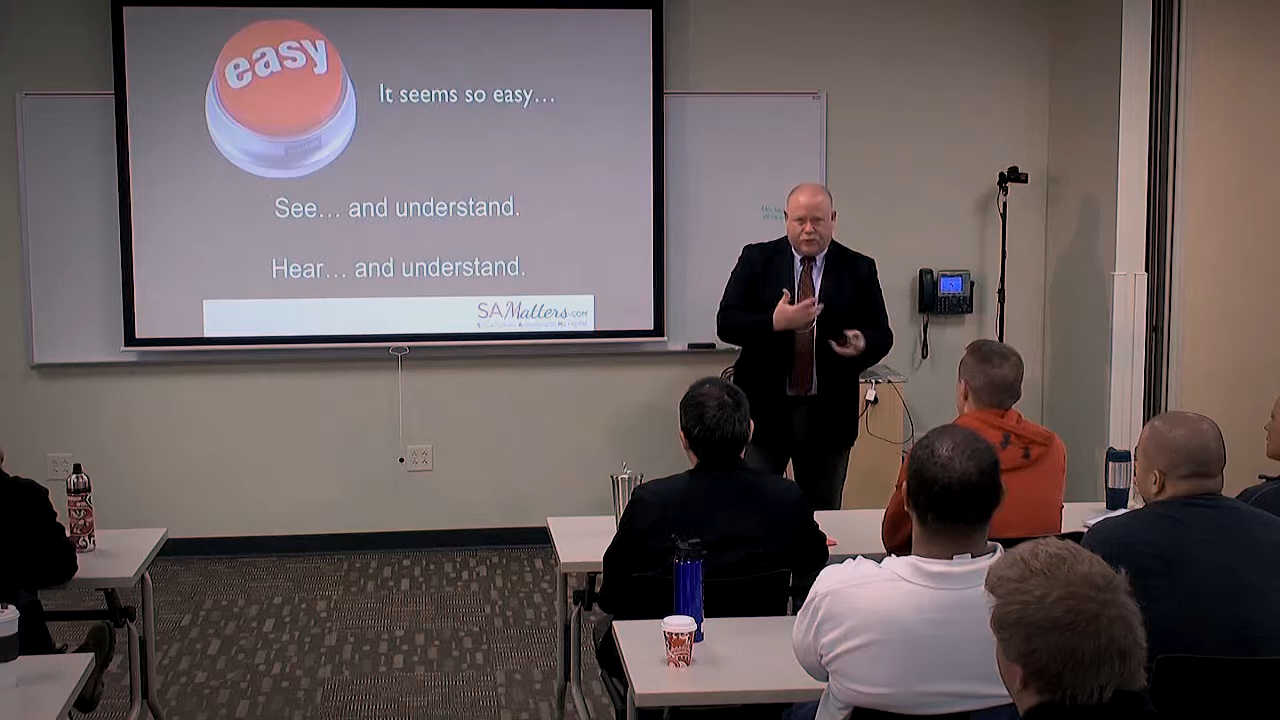 easy
It seems so easy...
See... and understand.
Hear... and understand.
SAMatters.COM